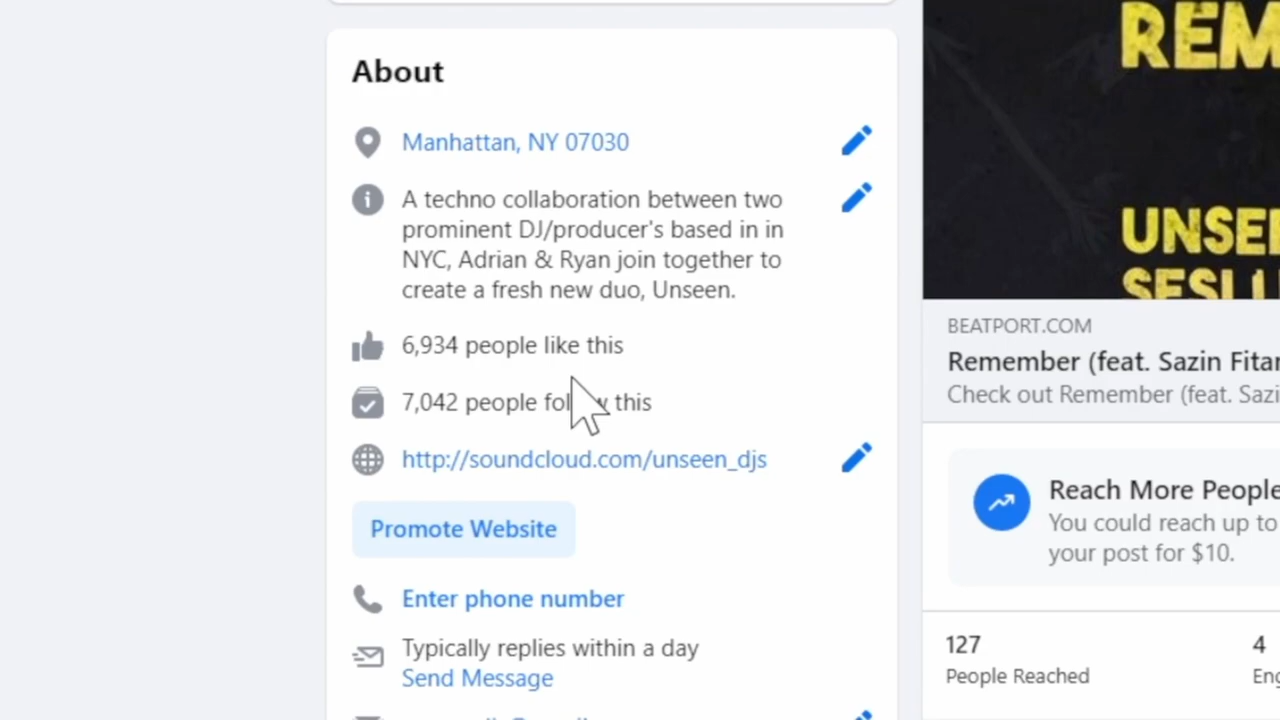 About
Manhattan, NY 07030
A techno collaboration between two
prominent DJ/producer's based in in
NYC, Adrian & Ryan join together to
create a fresh new duo, Unseen.
6,934 people like this
7,042 people follow this
http://soundcloud.com/unseen_djs
Promote Website
Enter phone number
Typically replies within a day
Send Message
REM
UNSEE
BEATPORT.COM
Remember (feat. Sazin Fitar
Check out Remember (feat. Sazi
Reach More People
You could reach up to
your post for $10.
127
People Reached
4
Eng